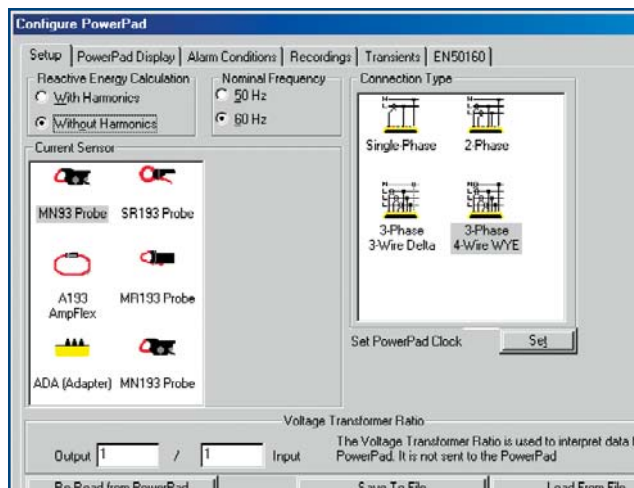 Configure PowerPad
Setup PowerPad Display Alarm Conditions Recordings Transients EN50160
Reactive Energy Calculation
With Harmonics
Without Harmonics
Nominal Frequency
50 Hz
60 Hz
Connection Type
Single-Phase
2-Phase
3-Phase
3-Wire Delta
3-Phase
4-Wire WYE
Current Sensor
MN93 Probe
SR193 Probe
A193
AmpFlex
MR193 Probe
ADA (Adapter)
MN193 Probe
Set PowerPad Clock
Set
Voltage Transformer Ratio
Output 1 / 1 Input
The Voltage Transformer Ratio is used to interpret data
PowerPad. It is not sent to the PowerPad
Re-Read from PowerPad Save To File Load From File